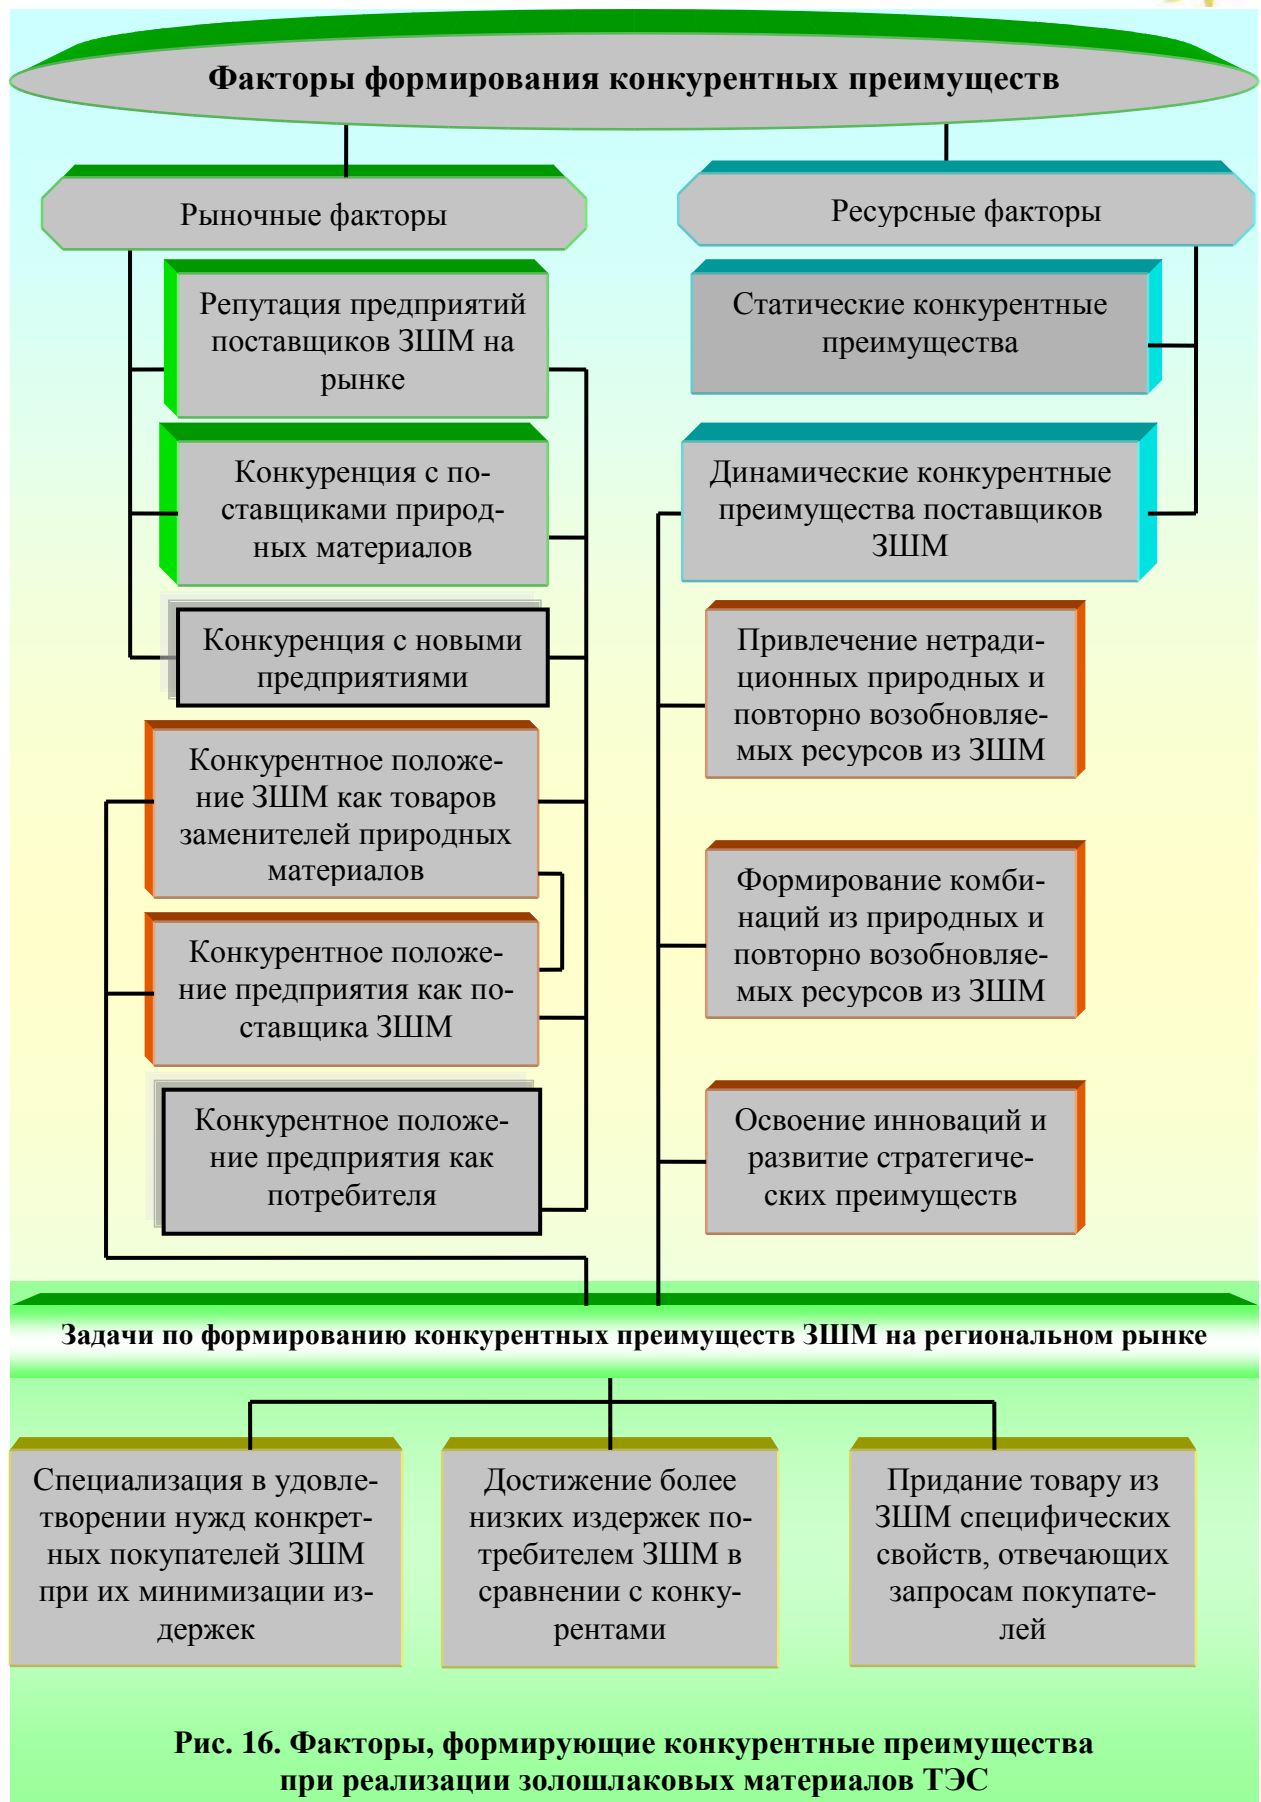 Факторы формирования конкурентных преимуществ
Рыночные факторы
Репутация предприятий
поставщиков ЗШМ на
рынке
Конкуренция с по-
ставщиками природ-
ных материалов
Конкуренция с новыми
предприятиями
Конкурентное положе-
ние ЗШМ как товаров
заменителей природных
материалов
Конкурентное положе-
ние предприятия как по-
ставщика ЗШМ
Конкурентное положе-
ние предприятия как
потребителя
Ресурсные факторы
Статические конкурентные
преимущества
Динамические конкурентные
преимущества поставщиков
ЗШМ
Привлечение нетради-
ционных природных и
повторно возобновляе-
мых ресурсов из ЗШМ
Формирование комби-
наций из природных и
повторно возобновляе-
мых ресурсов из ЗШМ
Освоение инноваций и
развитие стратегиче-
ских преимуществ
Задачи по формированию конкурентных преимуществ ЗШМ на региональном рынке
Специализация в удовле-
творении нужд конкрет-
ных покупателей ЗШМ
при их минимизации из-
держек
Достижение более
низких издержек по-
требителем ЗШМ в
сравнении с конку-
рентами
Придание товару из
ЗШМ специфических
свойств, отвечающих
запросам покупате-
лей
Рис. 16. Факторы, формирующие конкурентные преимущества
при реализации золошлаковых материалов ТЭС